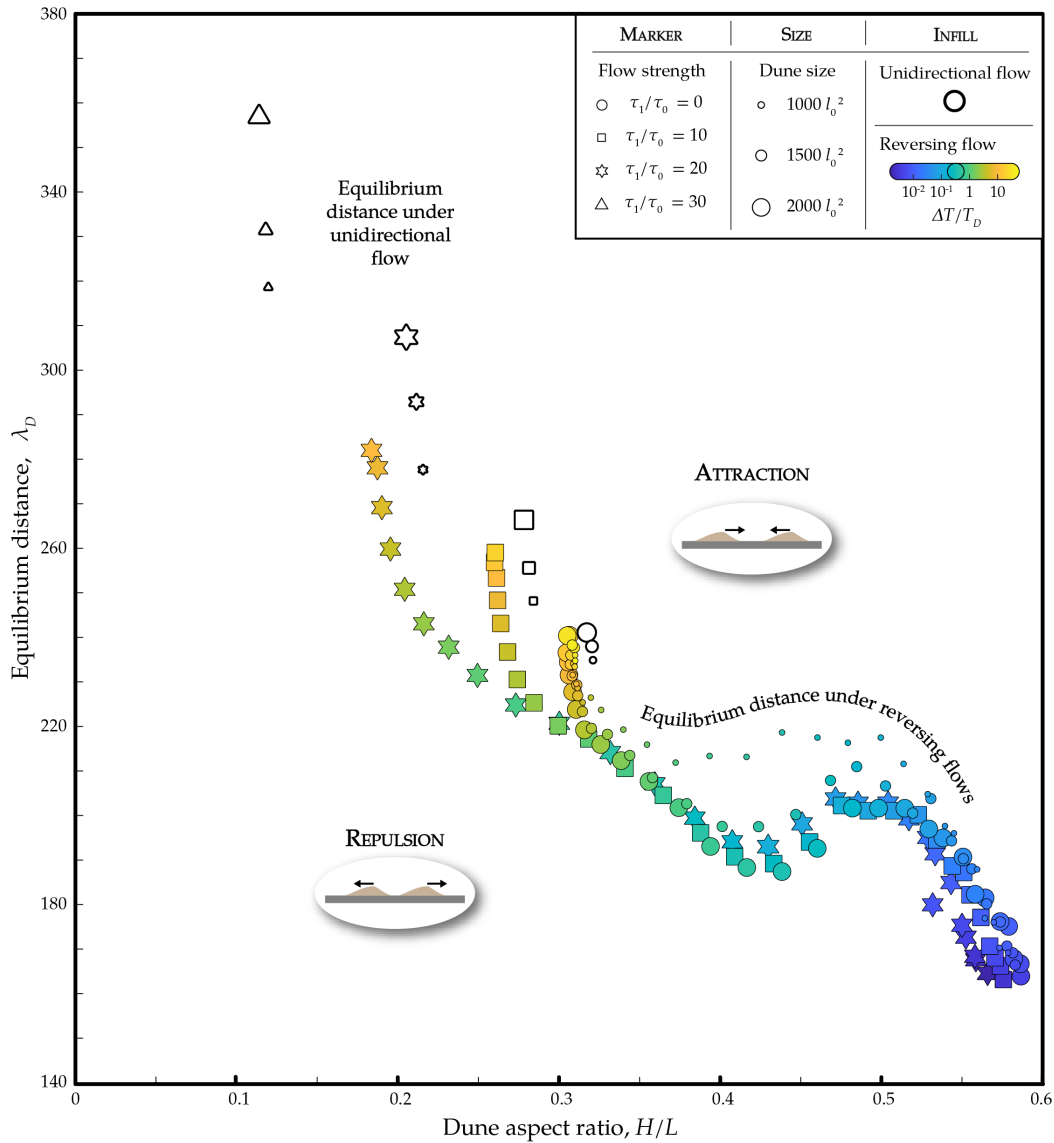 380
340
300
260
220
180
140
0
0.1
0.2
0.3
0.4
0.5
0.6
Equilibrium distance, λ_D
Dune aspect ratio, H/L
MARKER
SIZE
INFILL
Flow strength
τ₁/τ₀ = 0
τ₁/τ₀ = 10
τ₁/τ₀ = 20
τ₁/τ₀ = 30
Dune size
1000 l₀²
1500 l₀²
2000 l₀²
Unidirectional flow
Reversing flow
10⁻² 10⁻¹ 1 10
ΔT/T_D
Equilibrium
distance under
unidirectional
flow
ATTRACTION
Equilibrium distance under reversing flows
REPULSION